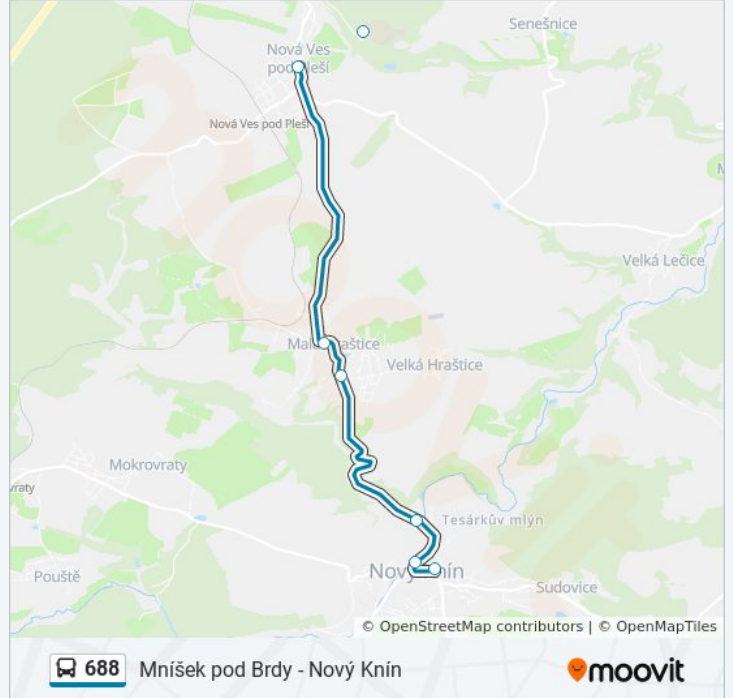 Senešnice
Nová Ves
pod Pleší
Nová Ves pod Pleší
Velká Lečice
Malá Hraštice
Velká Hraštice
Mokrovraty
vraty
Tesárkův mlýn
Nový Knín
Pouště
Sudovice
© OpenStreetMap contributors | © OpenMapTiles
688 Mníšek pod Brdy - Nový Knín
moovit